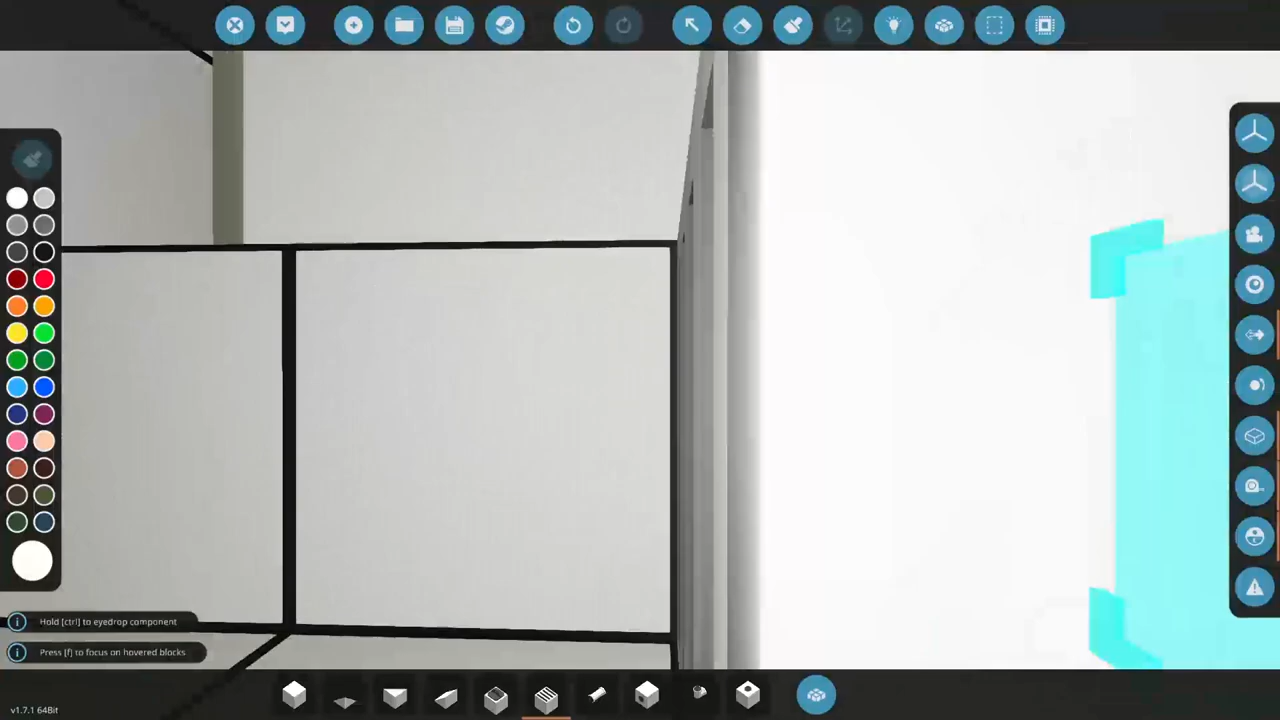 Hold [ctrl] to eyedrop component
Press [f] to focus on hovered blocks
v1.7.1 64Bit